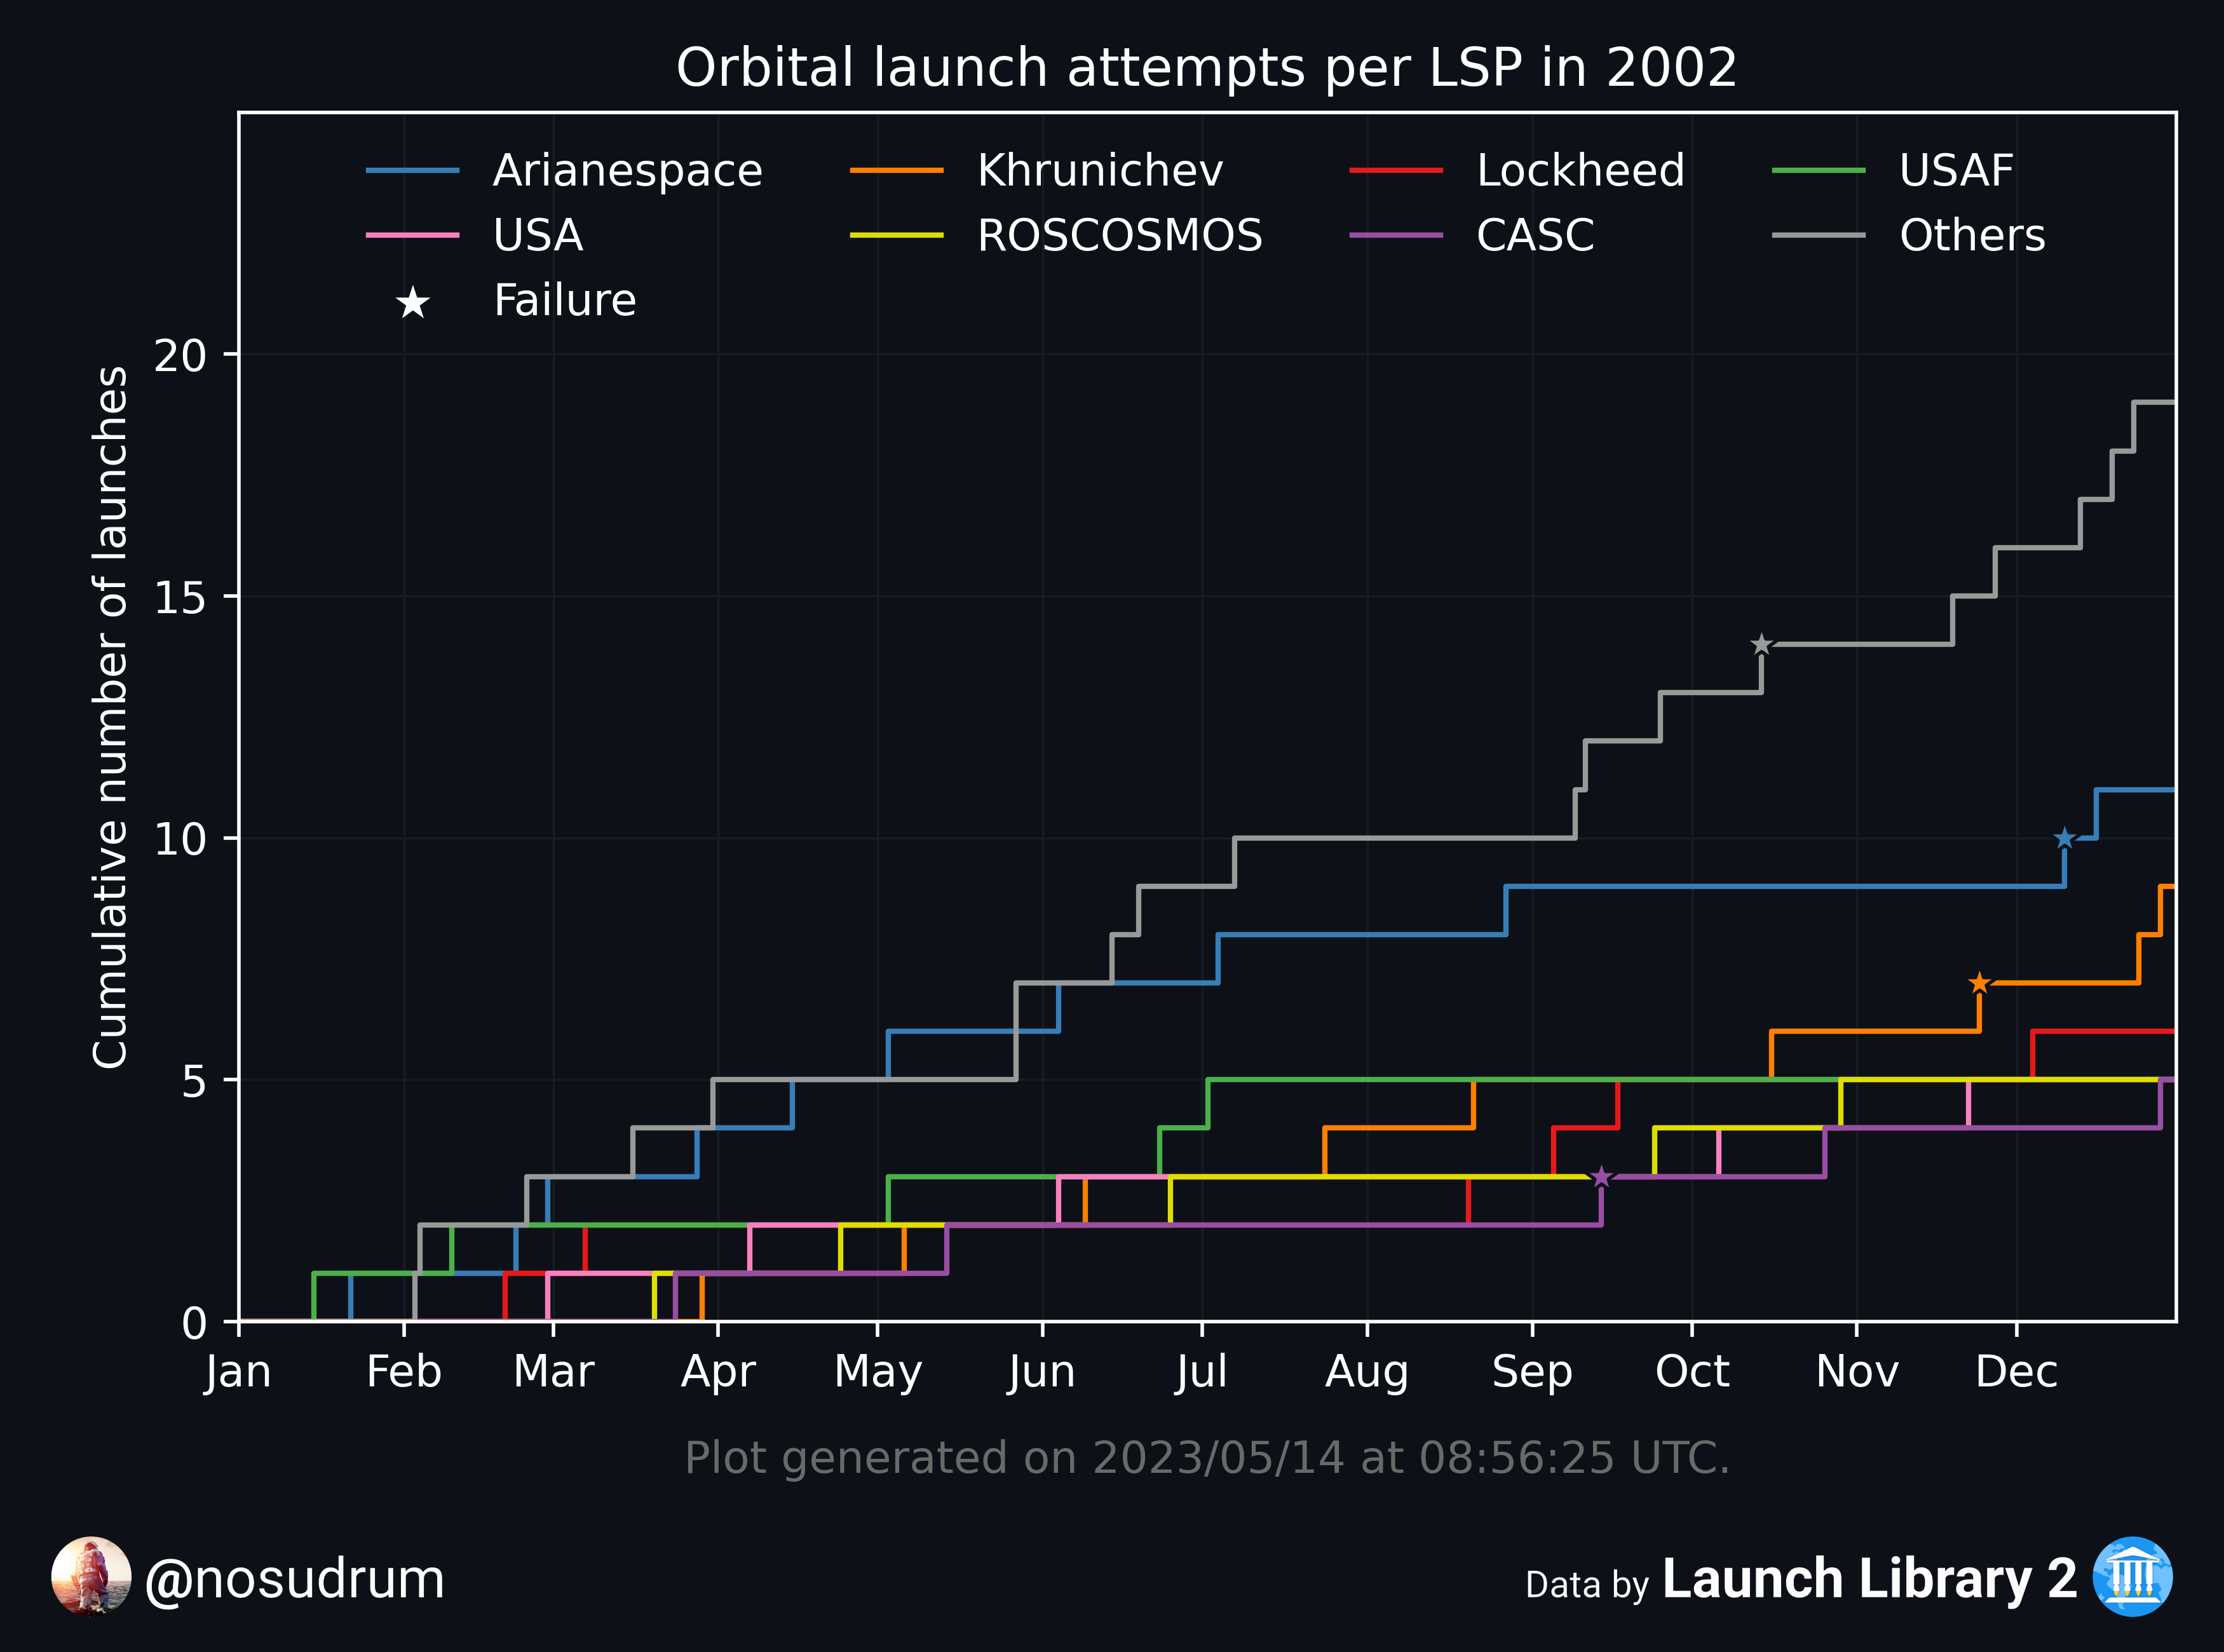 Orbital launch attempts per LSP in 2002
Arianespace Khrunichev Lockheed USAF
USA ROSCOSMOS CASC Others
Failure
Cumulative number of launches
20
15
10
5
0
Jan Feb Mar Apr May Jun Jul Aug Sep Oct Nov Dec
Plot generated on 2023/05/14 at 08:56:25 UTC.
@nosudrum
Data by Launch Library 2